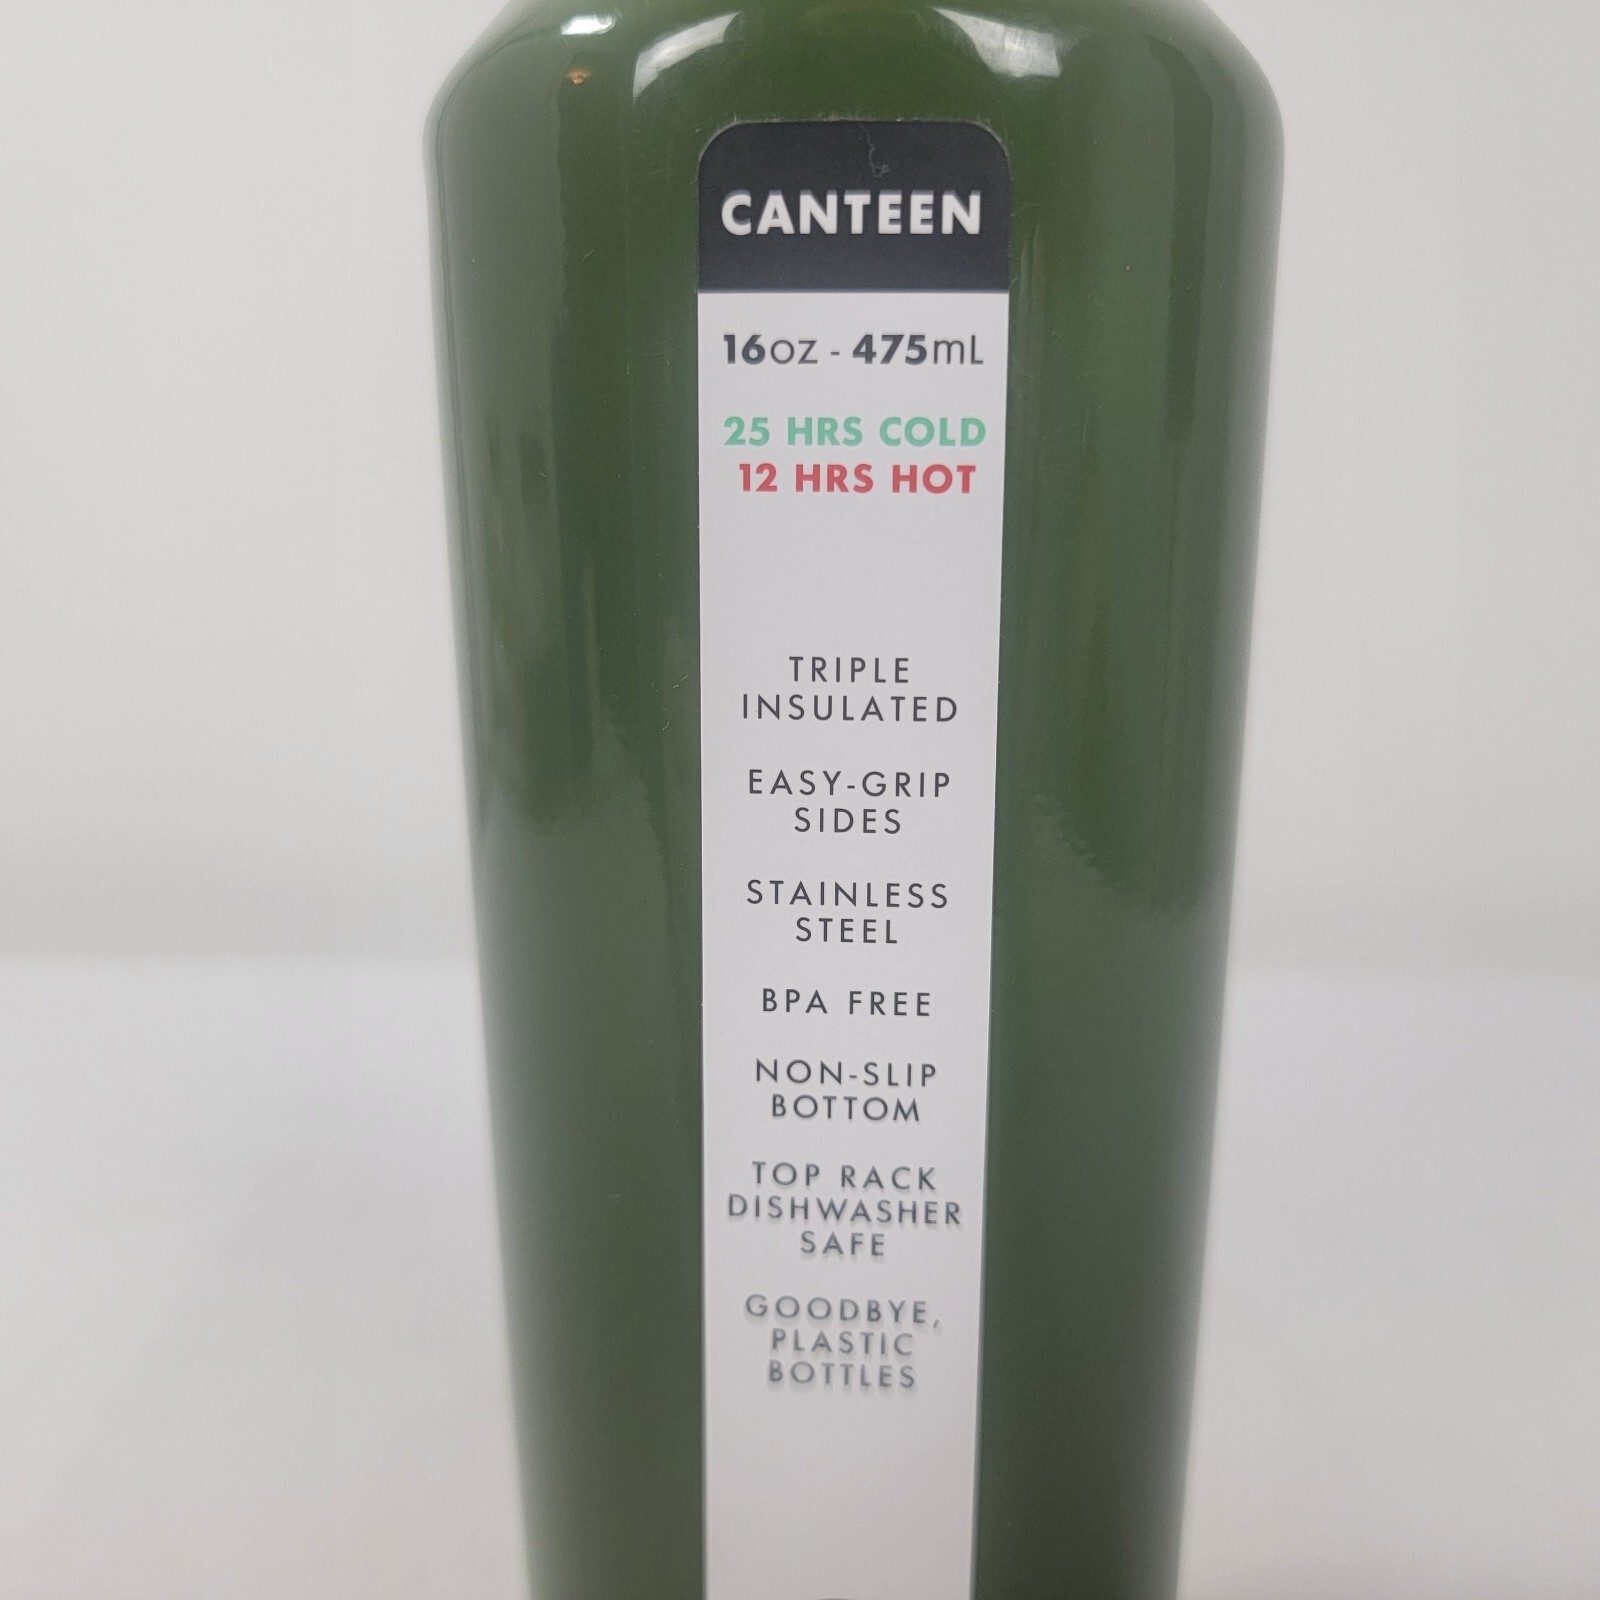 CANTEEN
16oz - 475mL
25 HRS COLD
12 HRS HOT
TRIPLE
INSULATED
EASY-GRIP
SIDES
STAINLESS
STEEL
BPA FREE
NON-SLIP
BOTTOM
TOP RACK
DISHWASHER
SAFE
GOODBYE,
PLASTIC
BOTTLES